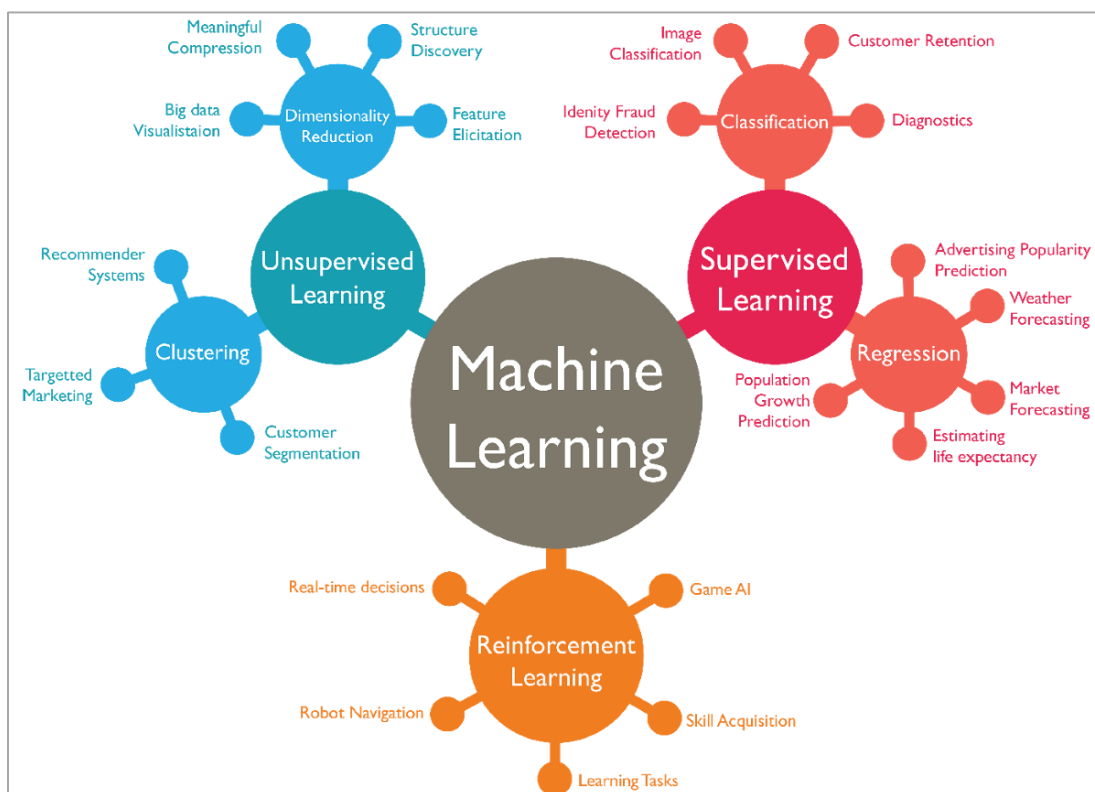 Meaningful
Compression
Structure
Discovery
Big data
Visualistaion
Dimensionality
Reduction
Feature
Elicitation
Image
Classification
Customer Retention
Idenity Fraud
Detection
Classification
Diagnostics
Recommender
Systems
Unsupervised
Learning
Clustering
Targetted
Marketing
Customer
Segmentation
Supervised
Learning
Advertising Popularity
Prediction
Weather
Forecasting
Regression
Population
Growth
Prediction
Market
Forecasting
Estimating
life expectancy
Machine
Learning
Real-time decisions
Game AI
Reinforcement
Learning
Robot Navigation
Skill Acquisition
Learning Tasks